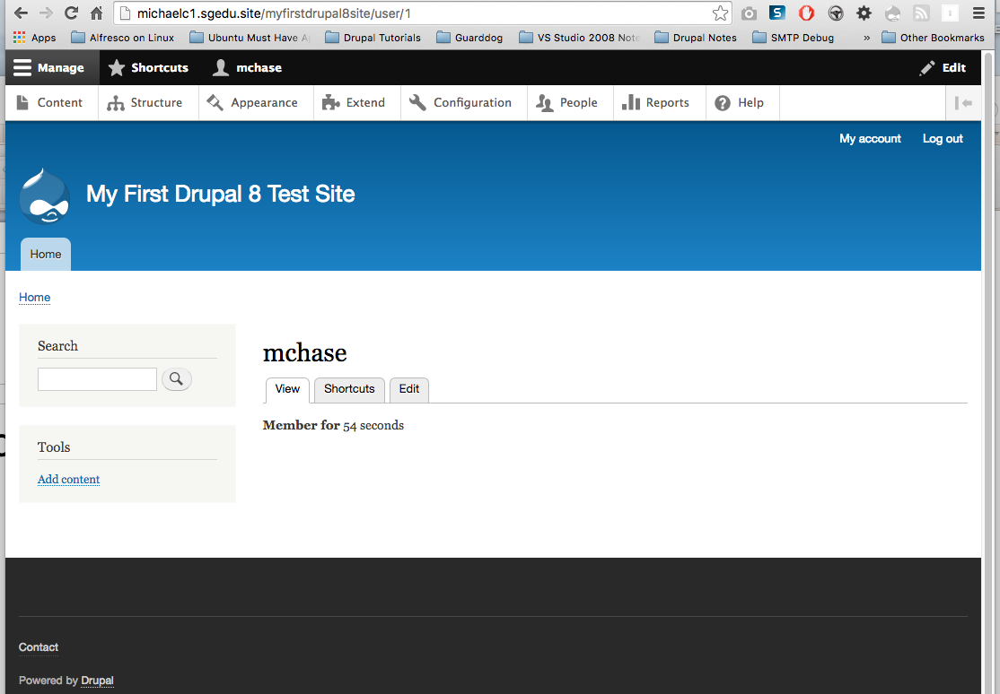 michaelc1.sgedu.site/myfirstdrupal8site/user/1
Apps Alfresco on Linux Ubuntu Must Have A Drupal Tutorials Guarddog VS Studio 2008 Note Drupal Notes SMTP Debug » Other Bookmarks
Manage Shortcuts mchase Edit
Content Structure Appearance Extend Configuration People Reports Help
My account Log out
My First Drupal 8 Test Site
Home
Home
Search
mchase
View Shortcuts Edit
Member for 54 seconds
Tools
Add content
Contact
Powered by Drupal